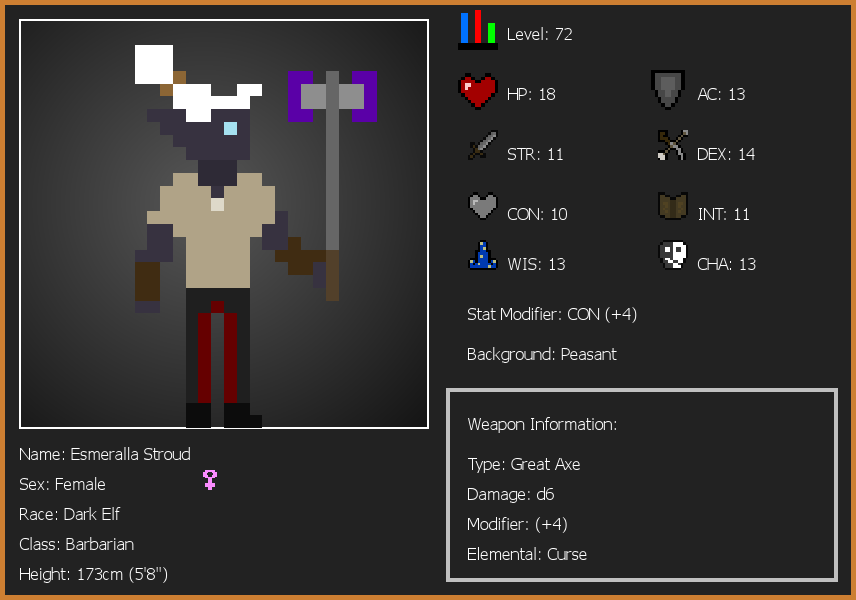 Level: 72
HP: 18
AC: 13
STR: 11
DEX: 14
CON: 10
INT: 11
WIS: 13
CHA: 13
Stat Modifier: CON (+4)
Background: Peasant
Weapon Information:
Type: Great Axe
Damage: d6
Modifier: (+4)
Elemental: Curse
Name: Esmeralla Stroud
Sex: Female
Race: Dark Elf
Class: Barbarian
Height: 173cm (5'8")